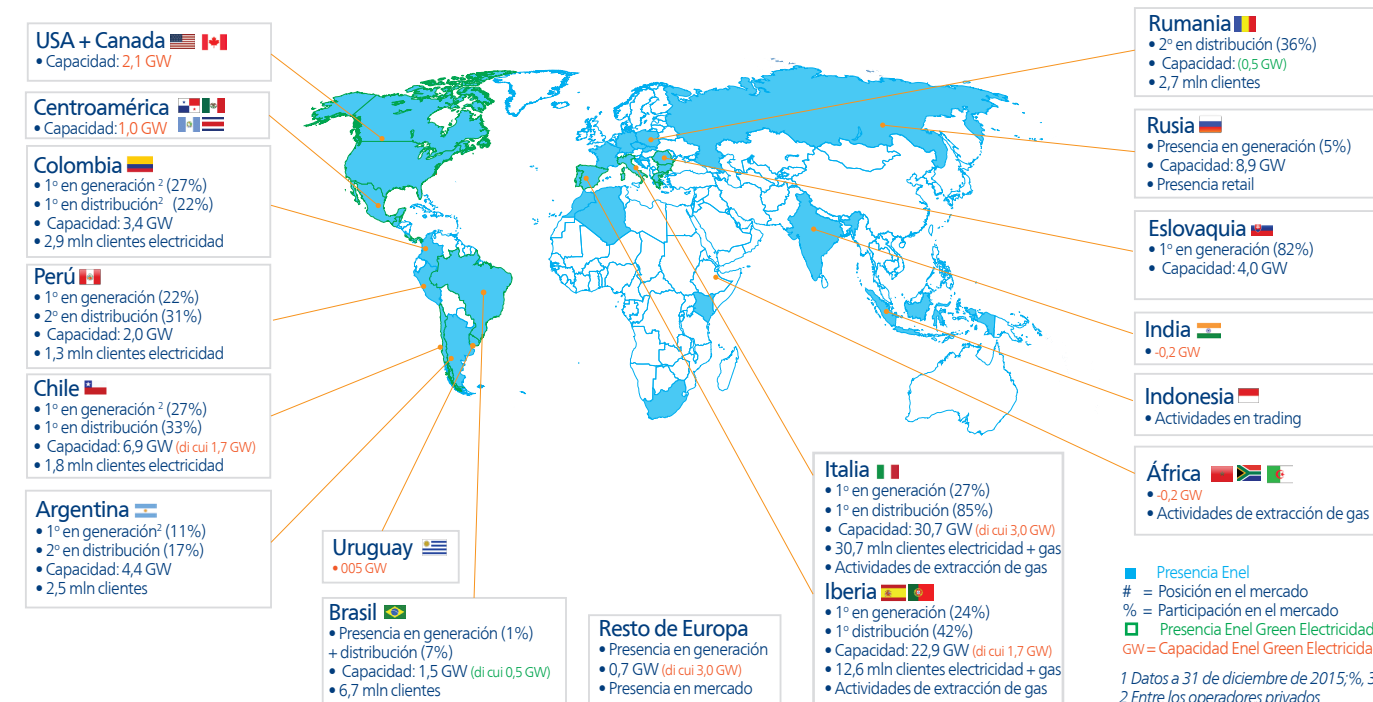 USA + Canada
• Capacidad: 2,1 GW
Centroamérica
• Capacidad: 1,0 GW
Colombia
• 1º en generación ² (27%)
• 1º en distribución² (22%)
• Capacidad: 3,4 GW
• 2,9 mln clientes electricidad
Perú
• 1º en generación (22%)
• 2º en distribución (31%)
• Capacidad: 2,0 GW
• 1,3 mln clientes electricidad
Chile
• 1º en generación ² (27%)
• 1º en distribución (33%)
• Capacidad: 6,9 GW (di cui 1,7 GW)
• 1,8 mln clientes electricidad
Argentina
• 1º en generación² (11%)
• 2º en distribución (17%)
• Capacidad: 4,4 GW
• 2,5 mln clientes
Uruguay
• 005 GW
Brasil
• Presencia en generación (1%)
+ distribución (7%)
• Capacidad: 1,5 GW (di cui 0,5 GW)
• 6,7 mln clientes
Resto de Europa
• Presencia en generación
• 0,7 GW (di cui 3,0 GW)
• Presencia en mercado
Italia
• 1º en generación (27%)
• 1º en distribución (85%)
• Capacidad: 30,7 GW (di cui 3,0 GW)
• 30,7 mln clientes electricidad + gas
• Actividades de extracción de gas
Iberia
• 1º en generación (24%)
• 1º distribución (42%)
• Capacidad: 22,9 GW (di cui 1,7 GW)
• 12,6 mln clientes electricidad + gas
• Actividades de extracción de gas
Rumania
• 2º en distribución (36%)
• Capacidad: (0,5 GW)
• 2,7 mln clientes
Rusia
• Presencia en generación (5%)
• Capacidad: 8,9 GW
• Presencia retail
Eslovaquia
• 1º en generación (82%)
• Capacidad: 4,0 GW
India
• -0,2 GW
Indonesia
• Actividades en trading
África
• -0,2 GW
• Actividades de extracción de gas
Presencia Enel
# = Posición en el mercado
% = Participación en el mercado
Presencia Enel Green Electricidad
GW = Capacidad Enel Green Electricida
1 Datos a 31 de diciembre de 2015;%, 3
2 Entre los operadores privados